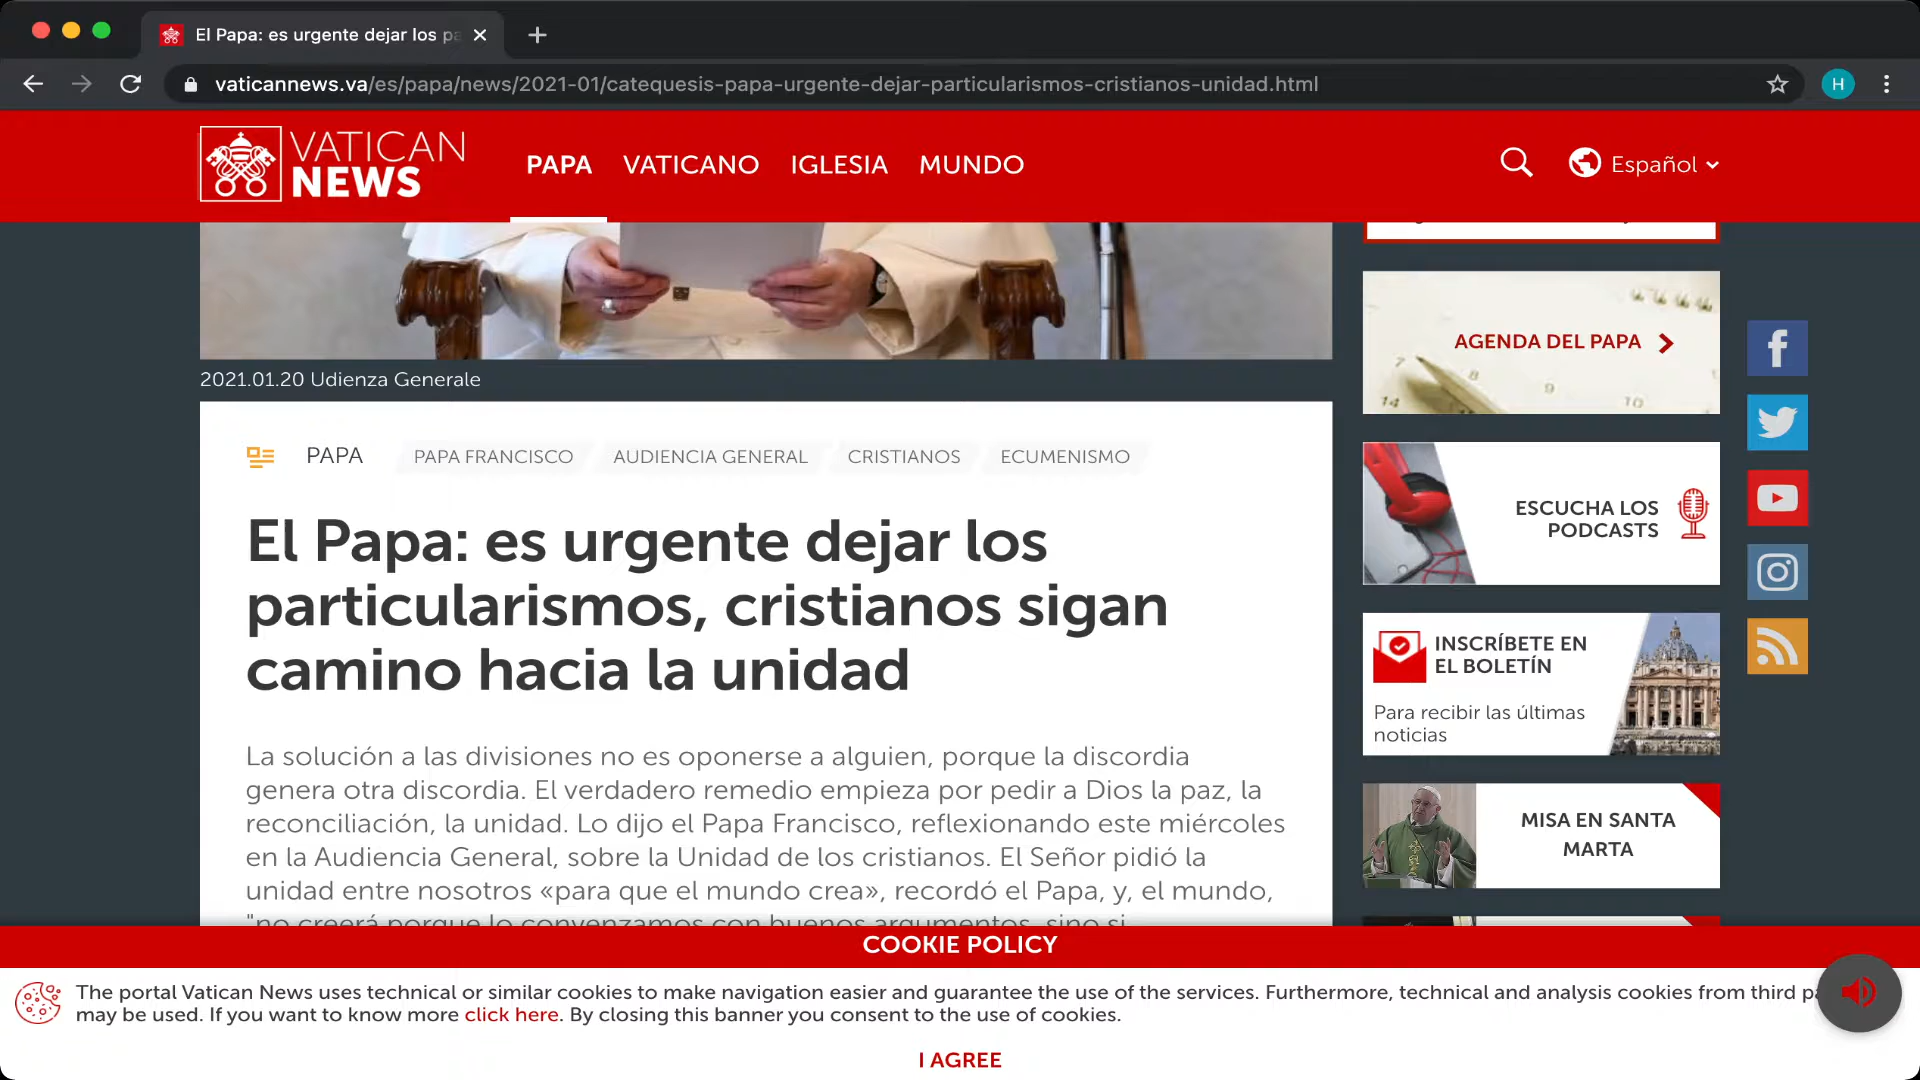 El Papa: es urgente dejar los pa
vaticannews.va/es/papa/news/2021-01/catequesis-papa-urgente-dejar-particularismos-cristianos-unidad.html
H
VATICAN
NEWS
PAPA VATICANO IGLESIA MUNDO
Español
2021.01.20 Udienza Generale
PAPA PAPA FRANCISCO AUDIENCIA GENERAL CRISTIANOS ECUMENISMO
El Papa: es urgente dejar los
particularismos, cristianos sigan
camino hacia la unidad
La solución a las divisiones no es oponerse a alguien, porque la discordia
genera otra discordia. El verdadero remedio empieza por pedir a Dios la paz, la
reconciliación, la unidad. Lo dijo el Papa Francisco, reflexionando este miércoles
en la Audiencia General, sobre la Unidad de los cristianos. El Señor pidió la
unidad entre nosotros «para que el mundo crea», recordó el Papa, y, el mundo,
"no creerá porque lo convenzamos con buenos argumentos, sino si
AGENDA DEL PAPA
7 8 9
14 10
ESCUCHA LOS
PODCASTS
INSCRÍBETE EN
EL BOLETÍN
Para recibir las últimas
noticias
MISA EN SANTA
MARTA
COOKIE POLICY
The portal Vatican News uses technical or similar cookies to make navigation easier and guarantee the use of the services. Furthermore, technical and analysis cookies from third pa
may be used. If you want to know more click here. By closing this banner you consent to the use of cookies.
I AGREE